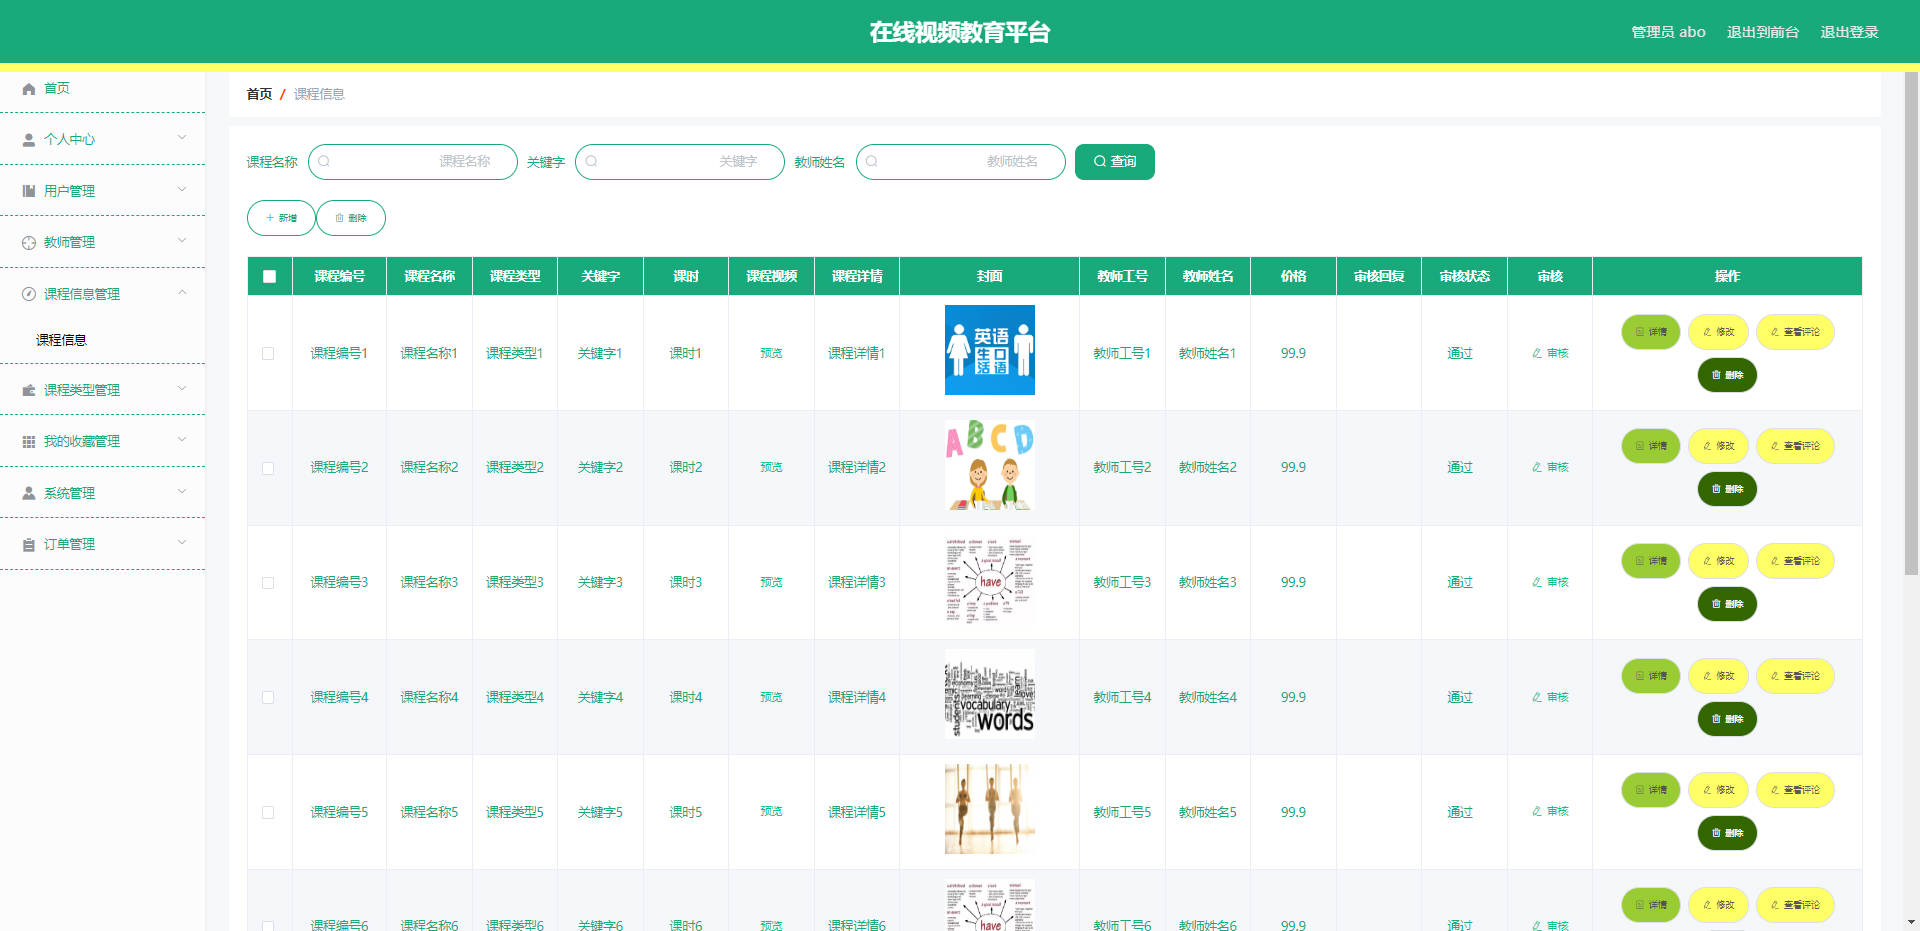 在线视频教育平台
管理员 abo 退出到前台 退出登录
首页
个人中心
用户管理
教师管理
课程信息管理
课程信息
课程类型管理
我的收藏管理
系统管理
订单管理
首页 / 课程信息
课程名称 课程名称 关键字 关键字 教师姓名 教师姓名 查询
新增 删除
课程编号 课程名称 课程类型 关键字 课时 课程视频 课程详情 封面 教师工号 教师姓名 价格 审核回复 审核状态 审核 操作
课程编号1 课程名称1 课程类型1 关键字1 课时1 预览 课程详情1 教师工号1 教师姓名1 99.9 通过 审核 详情 修改 查看评论 删除
英语
生口
活语
课程编号2 课程名称2 课程类型2 关键字2 课时2 预览 课程详情2 教师工号2 教师姓名2 99.9 通过 审核 详情 修改 查看评论 删除
ABCD
课程编号3 课程名称3 课程类型3 关键字3 课时3 预览 课程详情3 教师工号3 教师姓名3 99.9 通过 审核 详情 修改 查看评论 删除
have
课程编号4 课程名称4 课程类型4 关键字4 课时4 预览 课程详情4 教师工号4 教师姓名4 99.9 通过 审核 详情 修改 查看评论 删除
vocabulary
words
课程编号5 课程名称5 课程类型5 关键字5 课时5 预览 课程详情5 教师工号5 教师姓名5 99.9 通过 审核 详情 修改 查看评论 删除
课程编号6 课程名称6 课程类型6 关键字6 课时6 预览 课程详情6 教师工号6 教师姓名6 99.9 通过 审核 详情 修改 查看评论
have